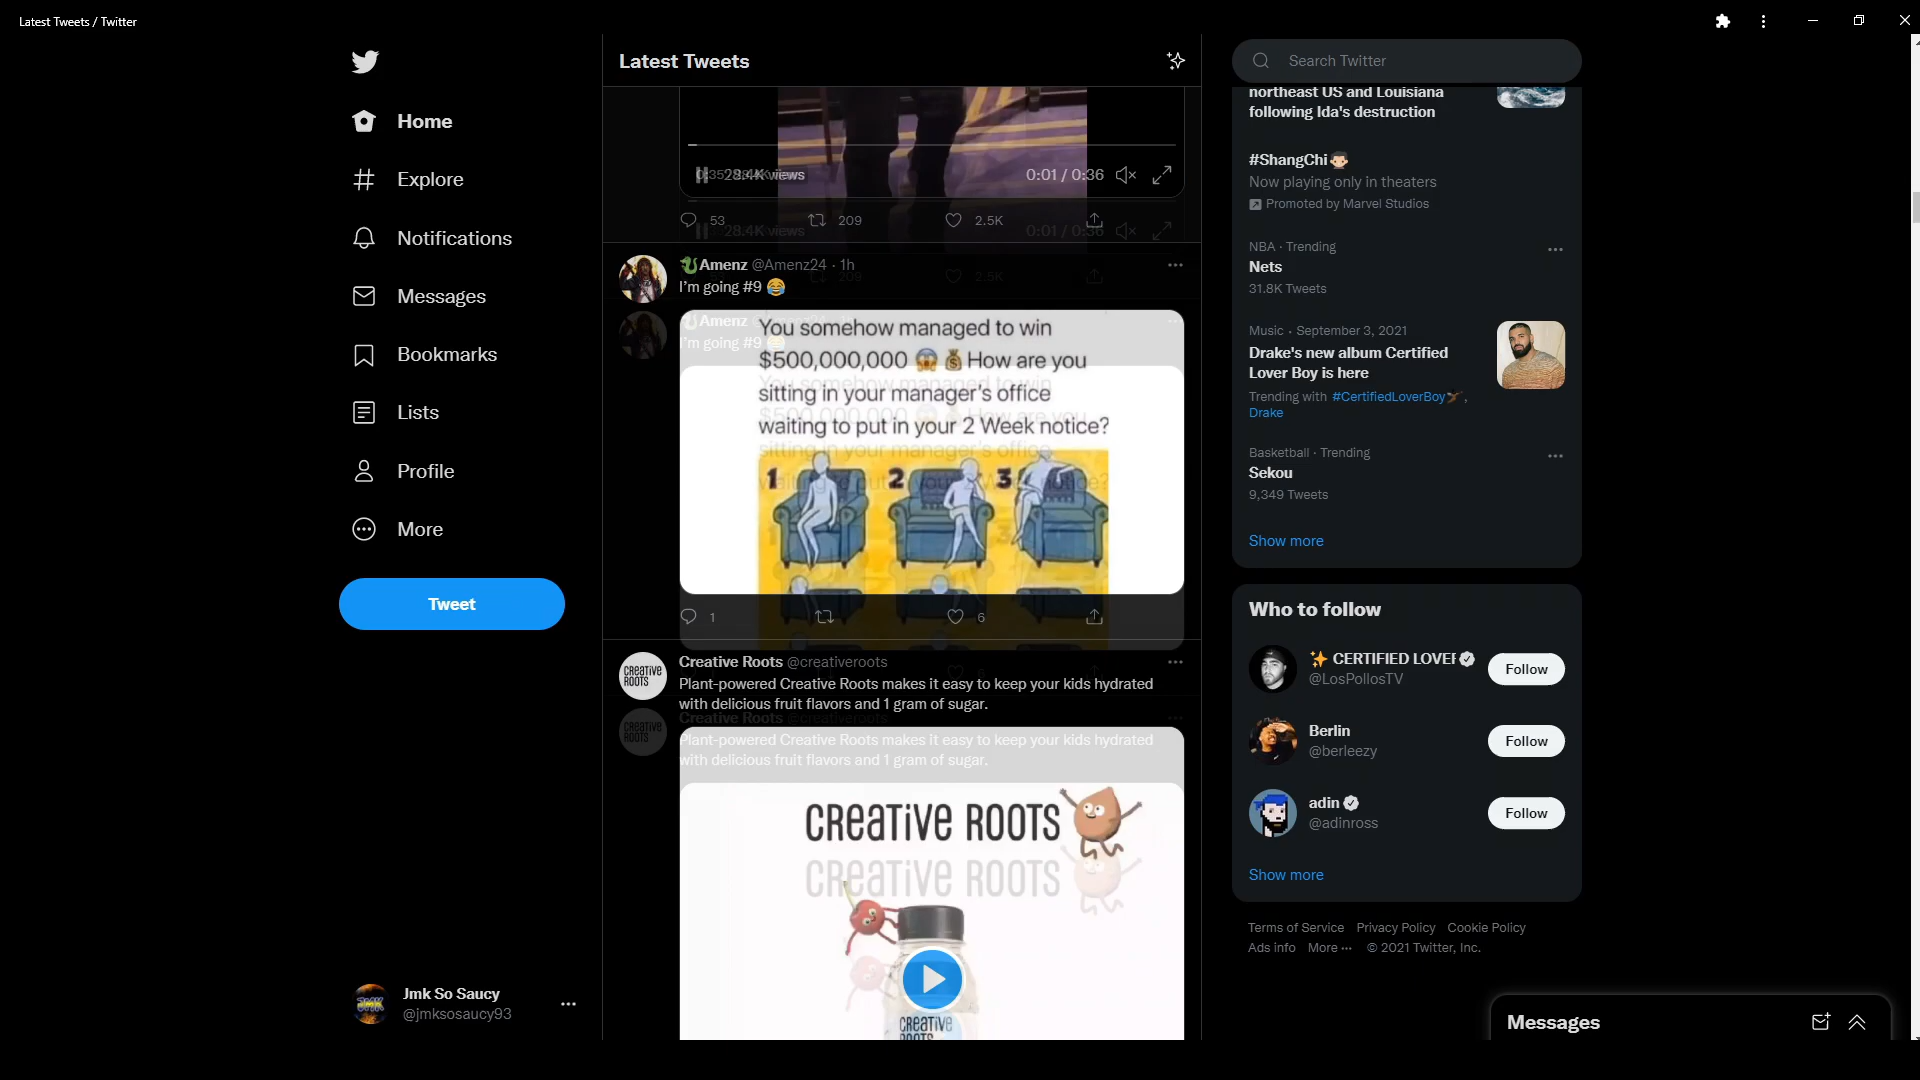 Latest Tweets / Twitter
Home
Explore
Notifications
Messages
Bookmarks
Lists
Profile
More
Tweet
Jmk So Saucy
@jmksosaucy93
Latest Tweets
28.4K views
0:01 / 0:36
53
209
2.5K
Amenz @Amenz24 · 1h
I'm going #9 😂
You somehow managed to win
$500,000,000 😱💰How are you
sitting in your manager's office
waiting to put in your 2 Week notice?
1 2 3
1
6
Creative Roots @creativeroots
Plant-powered Creative Roots makes it easy to keep your kids hydrated
with delicious fruit flavors and 1 gram of sugar.
CREATIVE ROOTS
CREATIVE
ROOTS
Search Twitter
northeast US and Louisiana
following Ida's destruction
#ShangChi
Now playing only in theaters
Promoted by Marvel Studios
NBA · Trending
Nets
31.8K Tweets
Music · September 3, 2021
Drake's new album Certified
Lover Boy is here
Trending with #CertifiedLoverBoy,
Drake
Basketball · Trending
Sekou
9,349 Tweets
Show more
Who to follow
✨ CERTIFIED LOVER
@LosPollosTV
Follow
Berlin
@berleezy
Follow
adin
@adinross
Follow
Show more
Terms of Service Privacy Policy Cookie Policy
Ads info More ··· © 2021 Twitter, Inc.
Messages